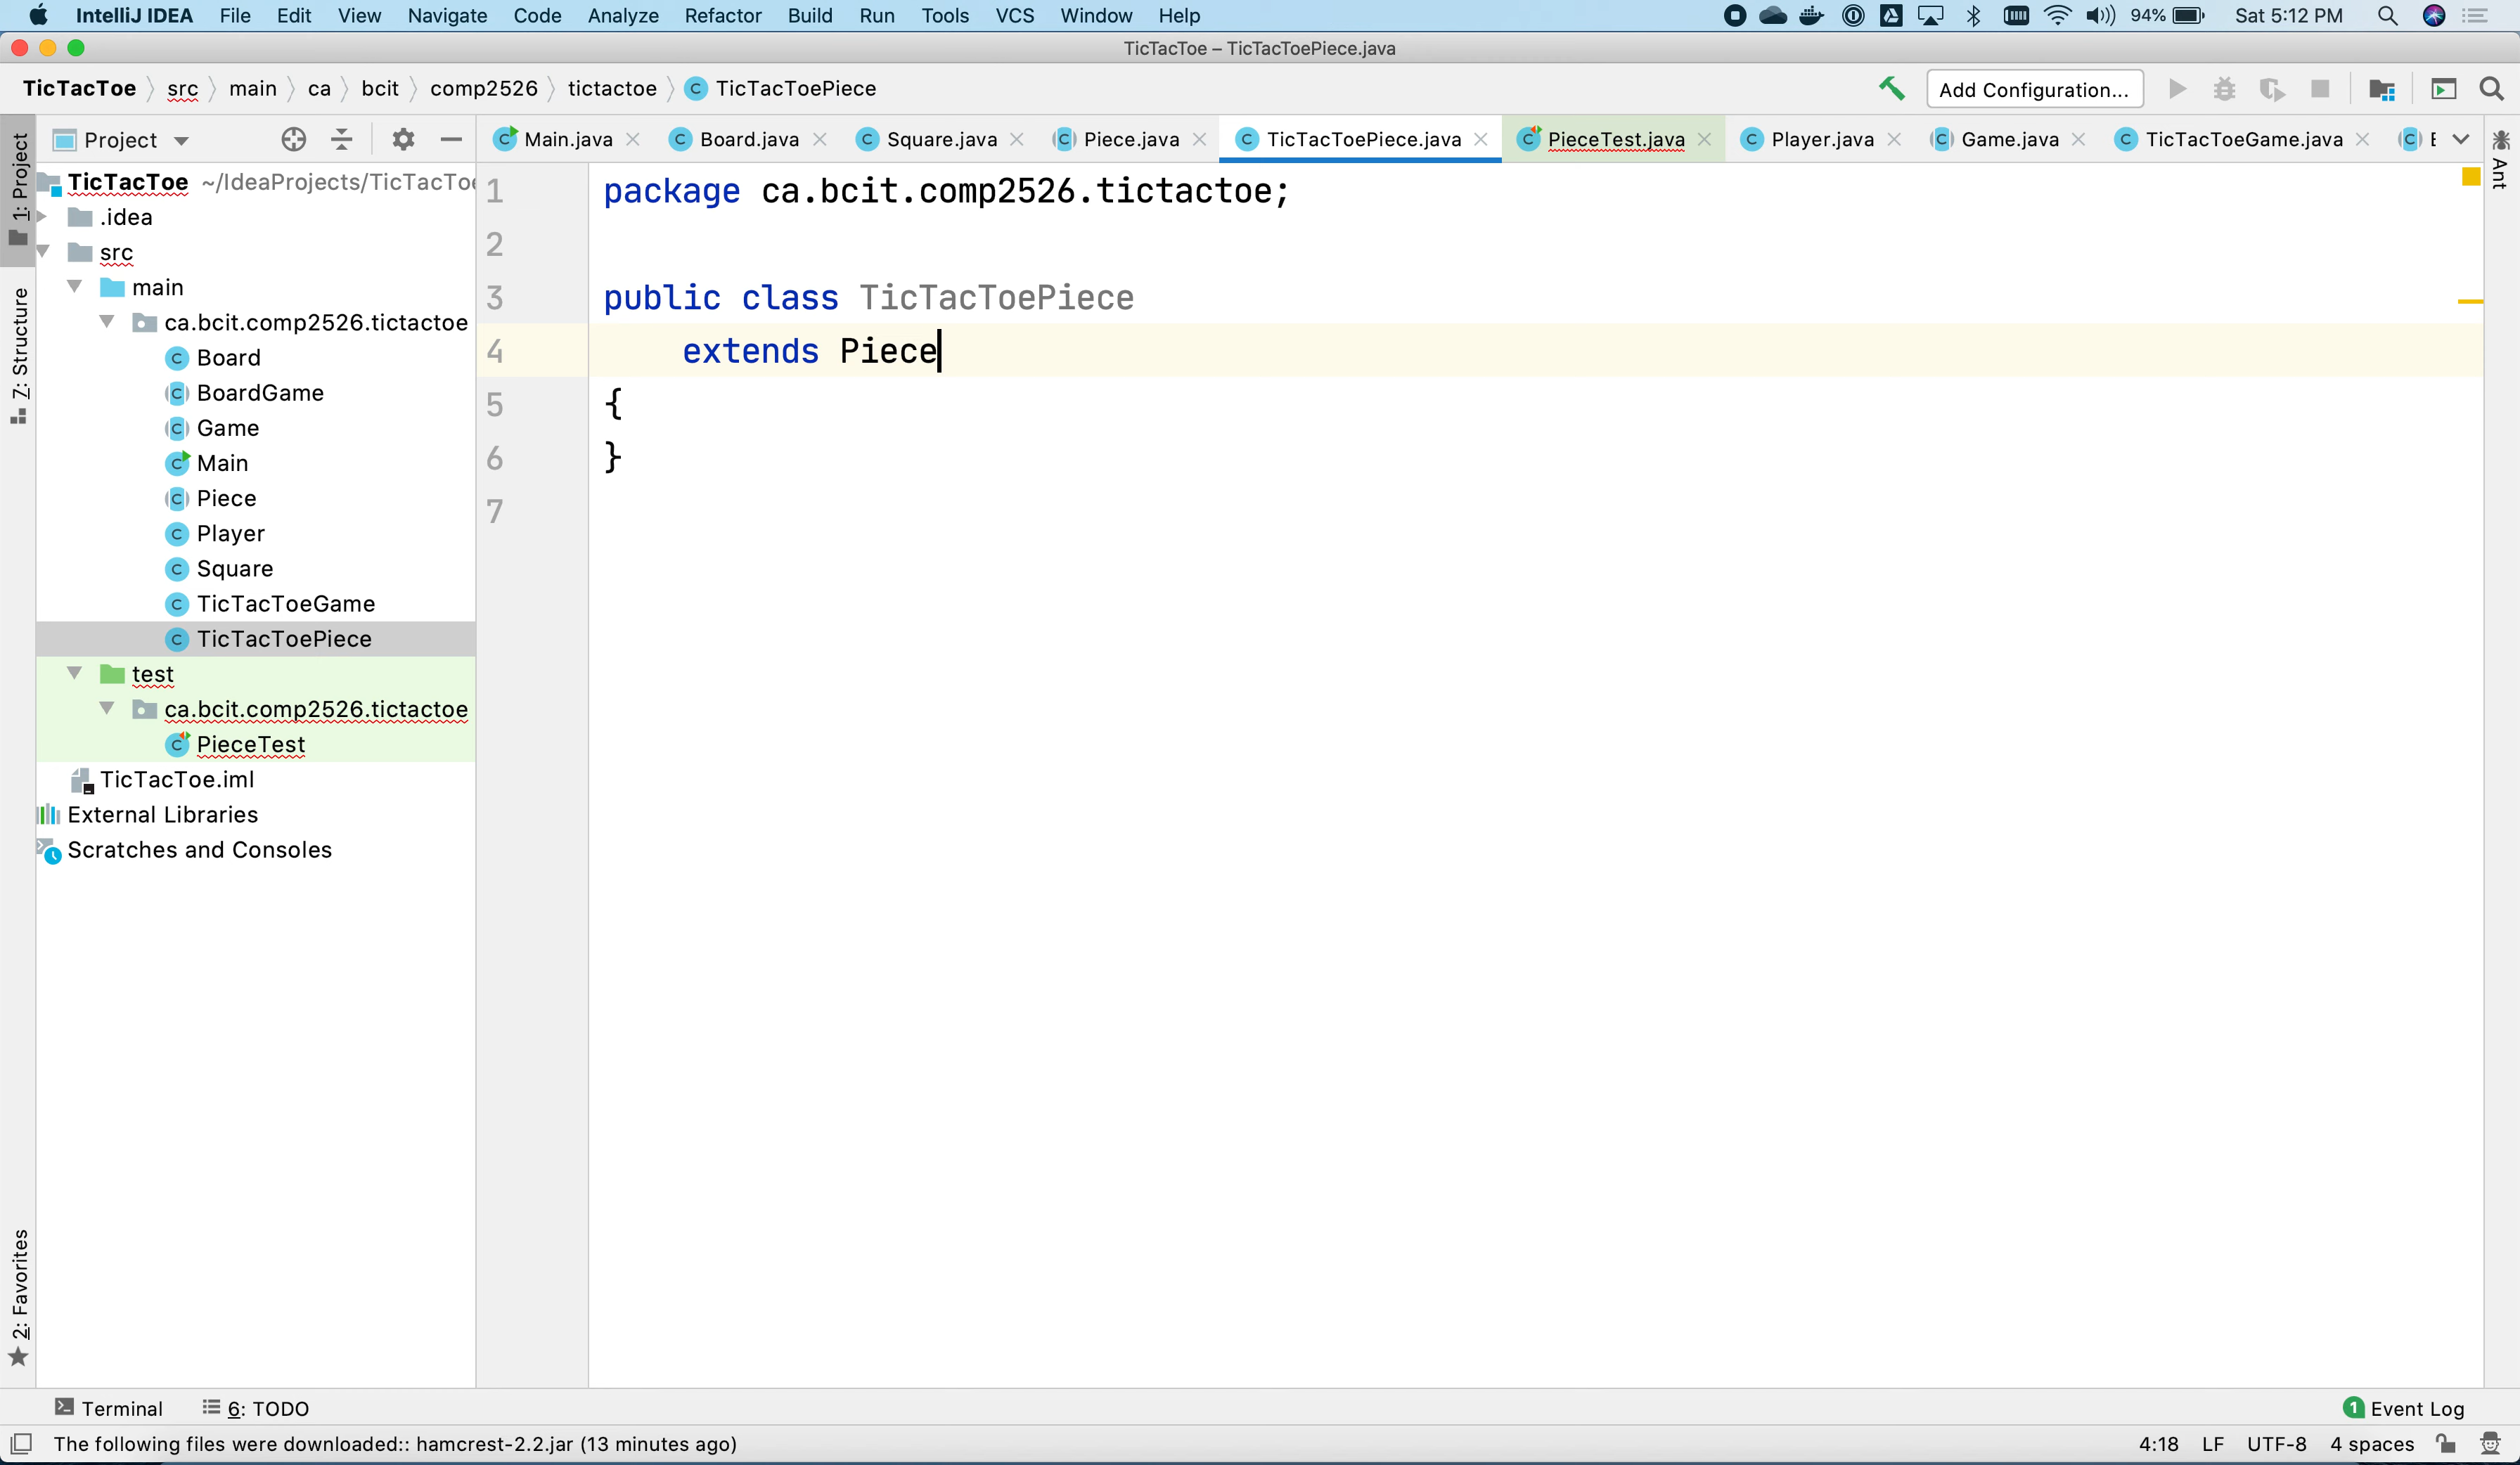 IntelliJ IDEA File Edit View Navigate Code Analyze Refactor Build Run Tools VCS Window Help 94% Sat 5:12 PM
TicTacToe – TicTacToePiece.java
TicTacToe src main ca bcit comp2526 tictactoe TicTacToePiece Add Configuration...
Project Main.java Board.java Square.java Piece.java TicTacToePiece.java PieceTest.java Player.java Game.java TicTacToeGame.java
1: Project
7: Structure
2: Favorites
Ant
TicTacToe ~/IdeaProjects/TicTacToe
.idea
src
main
ca.bcit.comp2526.tictactoe
Board
BoardGame
Game
Main
Piece
Player
Square
TicTacToeGame
TicTacToePiece
test
ca.bcit.comp2526.tictactoe
PieceTest
TicTacToe.iml
External Libraries
Scratches and Consoles
1 package ca.bcit.comp2526.tictactoe;
2
3 public class TicTacToePiece
4 extends Piece
5 {
6 }
7
Terminal 6: TODO 1 Event Log
The following files were downloaded:: hamcrest-2.2.jar (13 minutes ago) 4:18 LF UTF-8 4 spaces